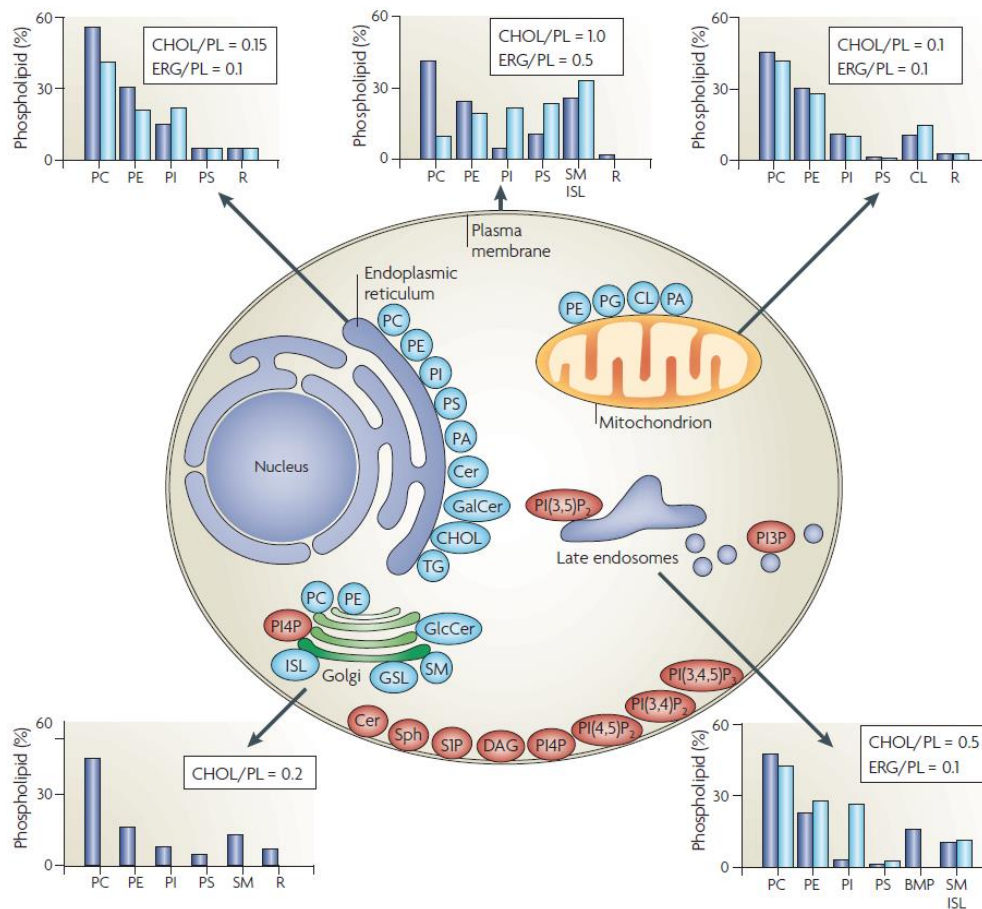 Phospholipid (%)
60
30
0
CHOL/PL = 0.15
ERG/PL = 0.1
PC PE PI PS R
Phospholipid (%)
60
30
0
CHOL/PL = 1.0
ERG/PL = 0.5
PC PE PI PS SM R
ISL
Phospholipid (%)
60
30
0
CHOL/PL = 0.1
ERG/PL = 0.1
PC PE PI PS CL R
Plasma
membrane
Endoplasmic
reticulum
PC
PE
PI
PS
PA
Cer
GalCer
CHOL
TG
Nucleus
PE PG CL PA
Mitochondrion
PI(3,5)P2
Late endosomes
PI3P
PC PE
PI4P
GlcCer
ISL
Golgi
GSL
SM
Cer
Sph
S1P
DAG
PI4P
PI(4,5)P2
PI(3,4)P2
PI(3,4,5)P3
Phospholipid (%)
60
30
0
CHOL/PL = 0.2
PC PE PI PS SM R
Phospholipid (%)
60
30
0
CHOL/PL = 0.5
ERG/PL = 0.1
PC PE PI PS BMP SM
ISL